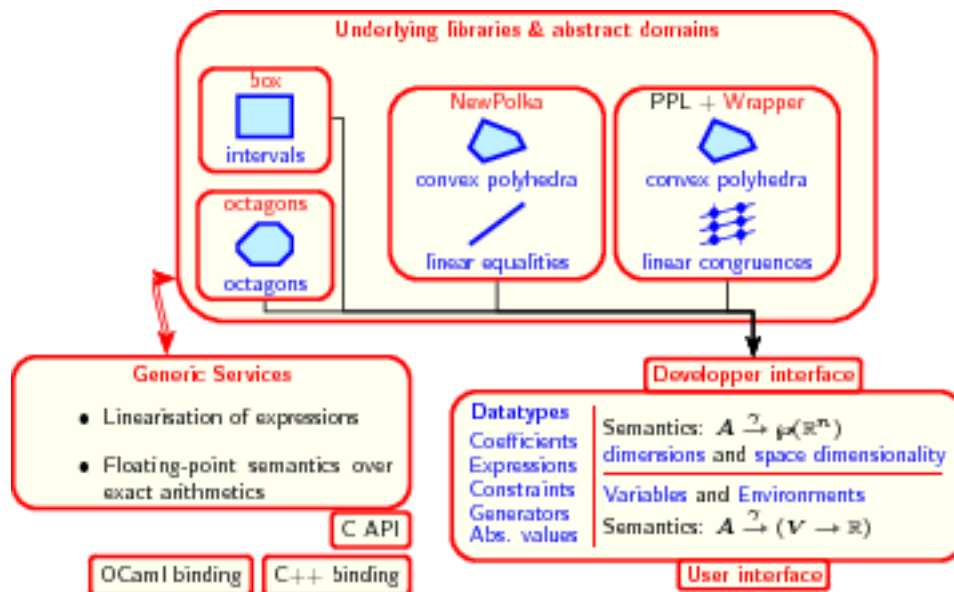 Underlying libraries & abstract domains
box
intervals
octagons
octagons
NewPolka
convex polyhedra
linear equalities
PPL + Wrapper
convex polyhedra
linear congruences
Generic Services
• Linearisation of expressions
• Floating-point semantics over
exact arithmetics
C API
OCaml binding
C++ binding
Developper interface
Datatypes
Coefficients
Expressions
Constraints
Generators
Abs. values
Semantics: A →^γ ℘(ℝ^n)
dimensions and space dimensionality
Variables and Environments
Semantics: A →^γ (V → ℝ)
User interface